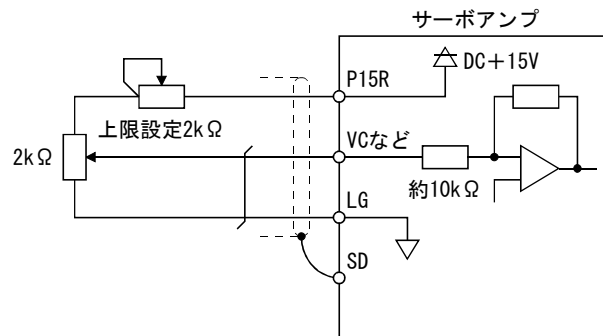 サーボアンプ
P15R
DC+15V
上限設定2kΩ
2kΩ
VCなど
約10kΩ
LG
SD